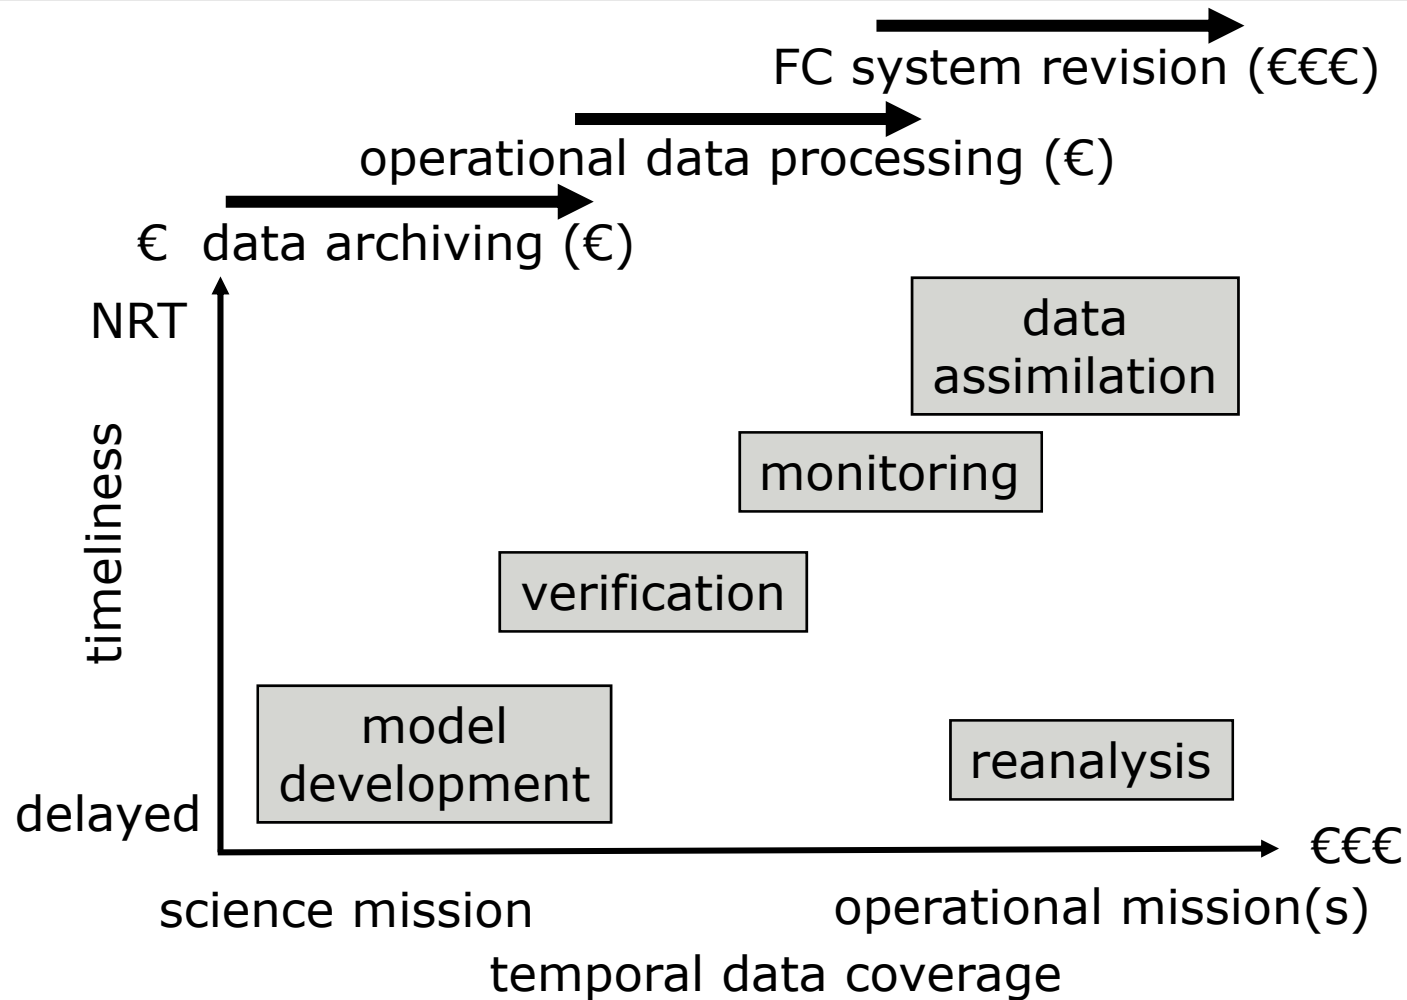 FC system revision (€€€)
operational data processing (€)
€ data archiving (€)
NRT
data
assimilation
monitoring
timeliness
verification
model
development
reanalysis
delayed
€€€
science mission
operational mission(s)
temporal data coverage